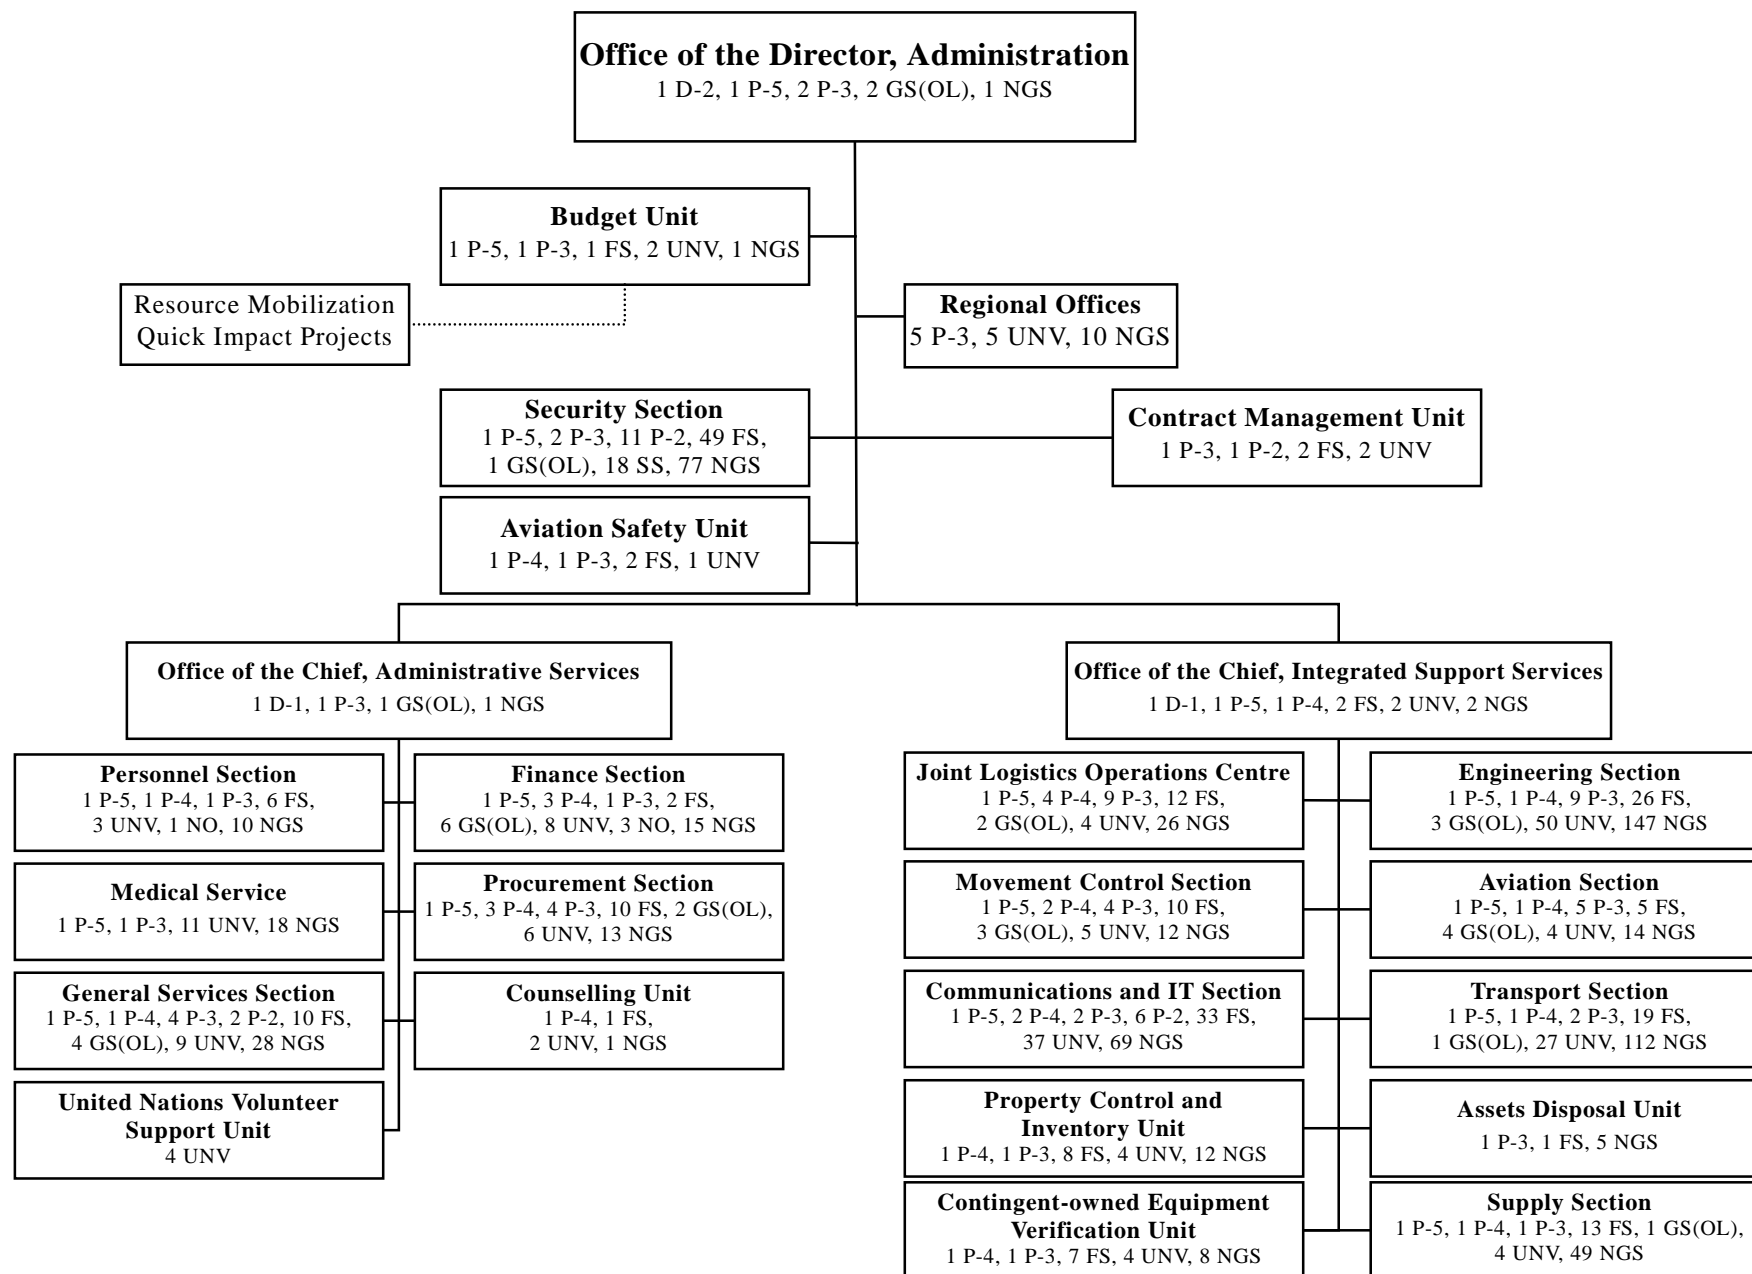 Office of the Director, Administration
1 D-2, 1 P-5, 2 P-3, 2 GS(OL), 1 NGS
Budget Unit
1 P-5, 1 P-3, 1 FS, 2 UNV, 1 NGS
Resource Mobilization
Quick Impact Projects
Regional Offices
5 P-3, 5 UNV, 10 NGS
Security Section
1 P-5, 2 P-3, 11 P-2, 49 FS,
1 GS(OL), 18 SS, 77 NGS
Contract Management Unit
1 P-3, 1 P-2, 2 FS, 2 UNV
Aviation Safety Unit
1 P-4, 1 P-3, 2 FS, 1 UNV
Office of the Chief, Administrative Services
1 D-1, 1 P-3, 1 GS(OL), 1 NGS
Personnel Section
1 P-5, 1 P-4, 1 P-3, 6 FS,
3 UNV, 1 NO, 10 NGS
Finance Section
1 P-5, 3 P-4, 1 P-3, 2 FS,
6 GS(OL), 8 UNV, 3 NO, 15 NGS
Medical Service
1 P-5, 1 P-3, 11 UNV, 18 NGS
Procurement Section
1 P-5, 3 P-4, 4 P-3, 10 FS, 2 GS(OL),
6 UNV, 13 NGS
General Services Section
1 P-5, 1 P-4, 4 P-3, 2 P-2, 10 FS,
4 GS(OL), 9 UNV, 28 NGS
Counselling Unit
1 P-4, 1 FS,
2 UNV, 1 NGS
United Nations Volunteer
Support Unit
4 UNV
Office of the Chief, Integrated Support Services
1 D-1, 1 P-5, 1 P-4, 2 FS, 2 UNV, 2 NGS
Joint Logistics Operations Centre
1 P-5, 4 P-4, 9 P-3, 12 FS,
2 GS(OL), 4 UNV, 26 NGS
Engineering Section
1 P-5, 1 P-4, 9 P-3, 26 FS,
3 GS(OL), 50 UNV, 147 NGS
Movement Control Section
1 P-5, 2 P-4, 4 P-3, 10 FS,
3 GS(OL), 5 UNV, 12 NGS
Aviation Section
1 P-5, 1 P-4, 5 P-3, 5 FS,
4 GS(OL), 4 UNV, 14 NGS
Communications and IT Section
1 P-5, 2 P-4, 2 P-3, 6 P-2, 33 FS,
37 UNV, 69 NGS
Transport Section
1 P-5, 1 P-4, 2 P-3, 19 FS,
1 GS(OL), 27 UNV, 112 NGS
Property Control and
Inventory Unit
1 P-4, 1 P-3, 8 FS, 4 UNV, 12 NGS
Assets Disposal Unit
1 P-3, 1 FS, 5 NGS
Contingent-owned Equipment
Verification Unit
1 P-4, 1 P-3, 7 FS, 4 UNV, 8 NGS
Supply Section
1 P-5, 1 P-4, 1 P-3, 13 FS, 1 GS(OL),
4 UNV, 49 NGS